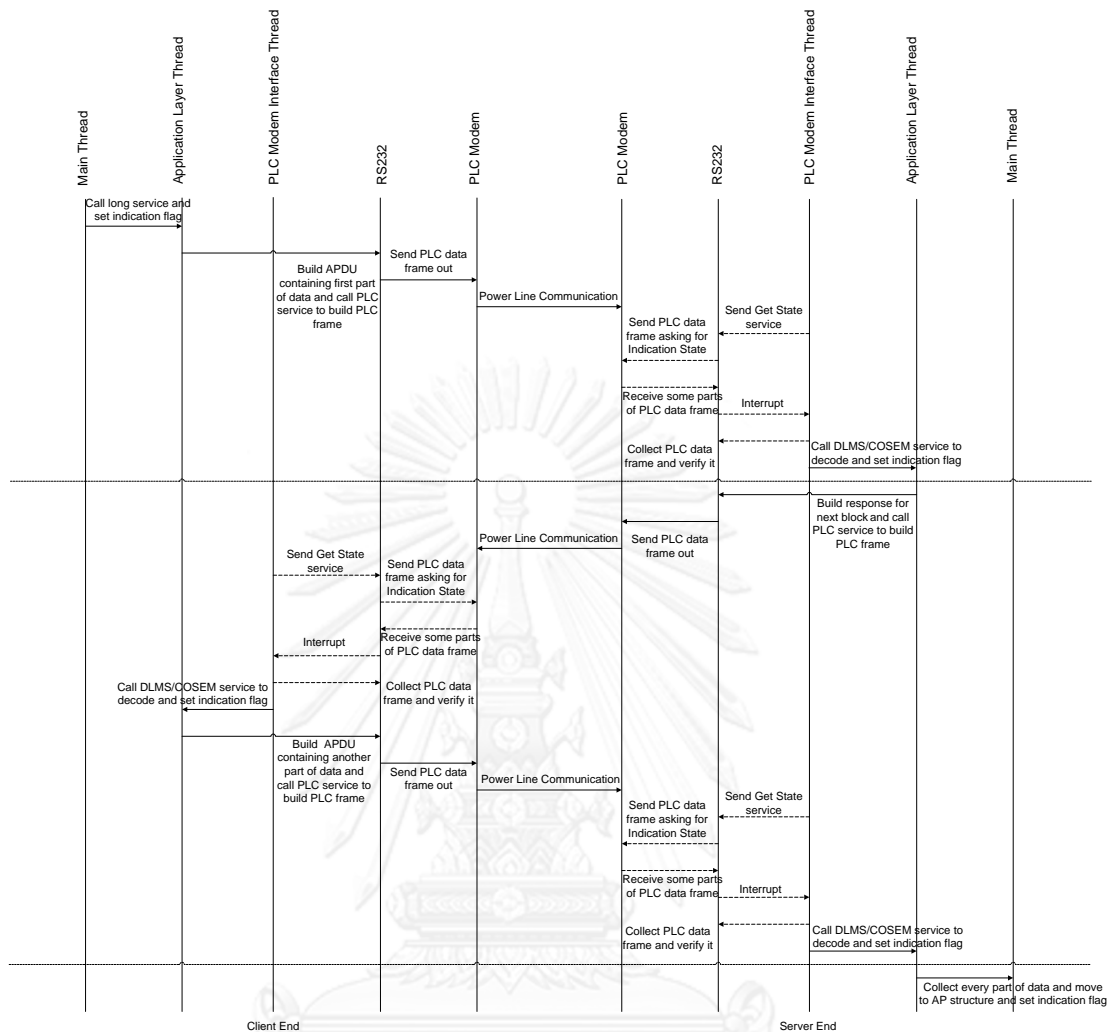 Main Thread
Application Layer Thread
PLC Modem Interface Thread
RS232
PLC Modem
PLC Modem
RS232
PLC Modem Interface Thread
Application Layer Thread
Main Thread
Call long service and
set indication flag
Build APDU
containing first part
of data and call PLC
service to build PLC
frame
Send PLC data
frame out
Power Line Communication
Send Get State
service
Send PLC data
frame asking for
Indication State
Receive some parts
of PLC data frame
Interrupt
Collect PLC data
frame and verify it
Call DLMS/COSEM service to
decode and set indication flag
Build response for
next block and call
PLC service to build
PLC frame
Send PLC data
frame out
Power Line Communication
Send Get State
service
Send PLC data
frame asking for
Indication State
Receive some parts
of PLC data frame
Interrupt
Collect PLC data
frame and verify it
Call DLMS/COSEM service to
decode and set indication flag
Build APDU
containing another
part of data and
call PLC service to
build PLC frame
Send PLC data
frame out
Power Line Communication
Send Get State
service
Send PLC data
frame asking for
Indication State
Receive some parts
of PLC data frame
Interrupt
Collect PLC data
frame and verify it
Call DLMS/COSEM service to
decode and set indication flag
Collect every part of data and move
to AP structure and set indication flag
Client End
Server End